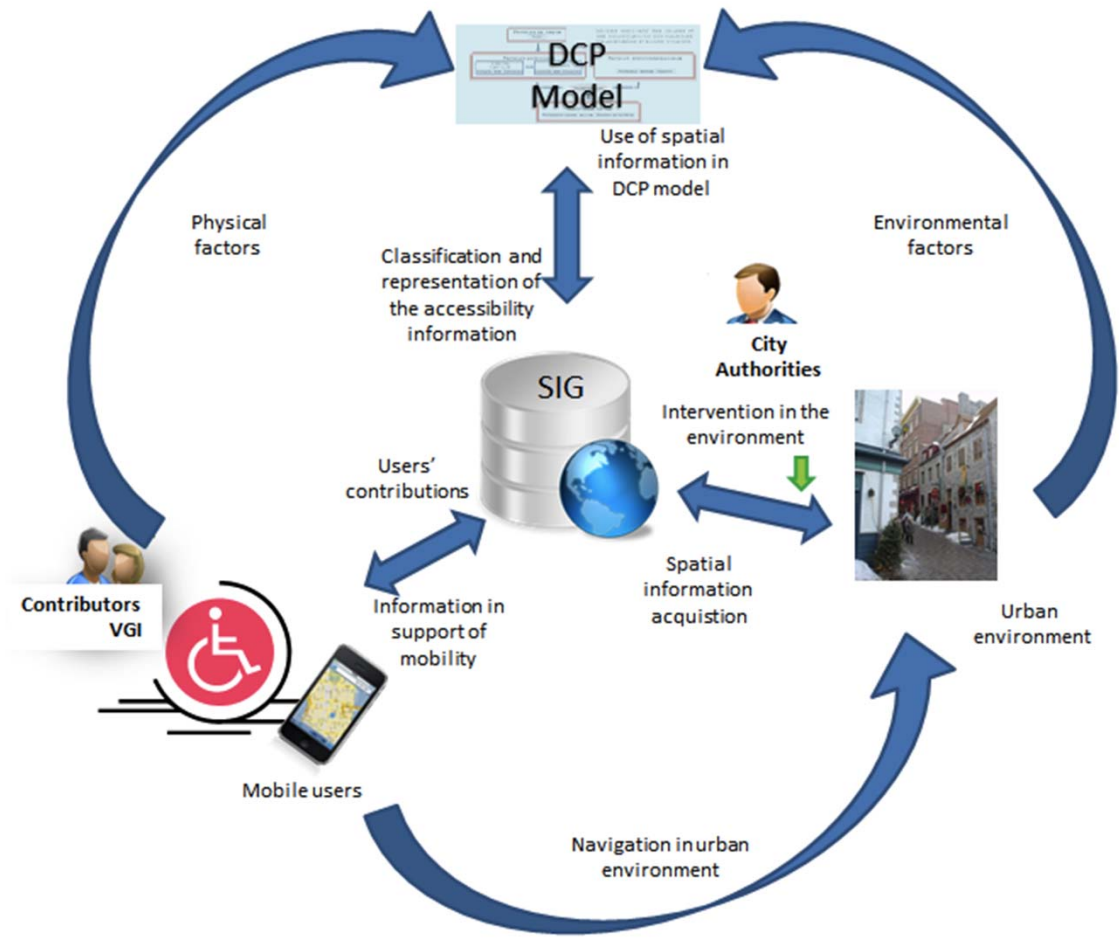 DCP
Model
Use of spatial
information in
DCP model
Physical
factors
Environmental
factors
Classification and
representation of
the accessibility
information
City
Authorities
SIG
Intervention in the
environment
Users’
contributions
Contributors
VGI
Information in
support of
mobility
Spatial
information
acquistion
Urban
environment
Mobile users
Navigation in urban
environment